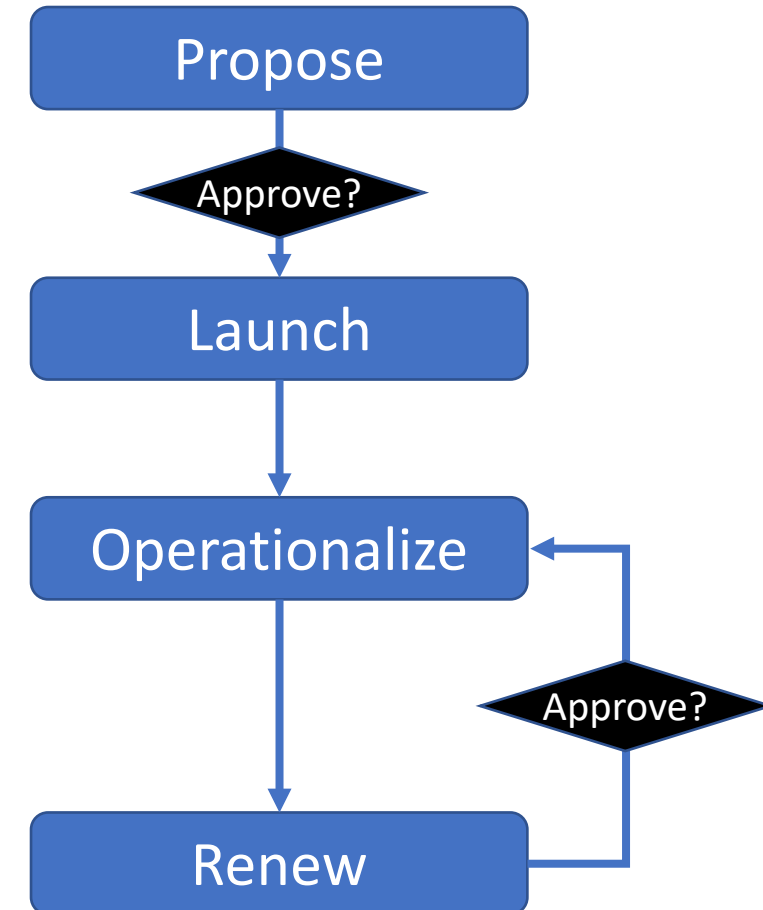 Propose
Approve?
Launch
Operationalize
Approve?
Renew